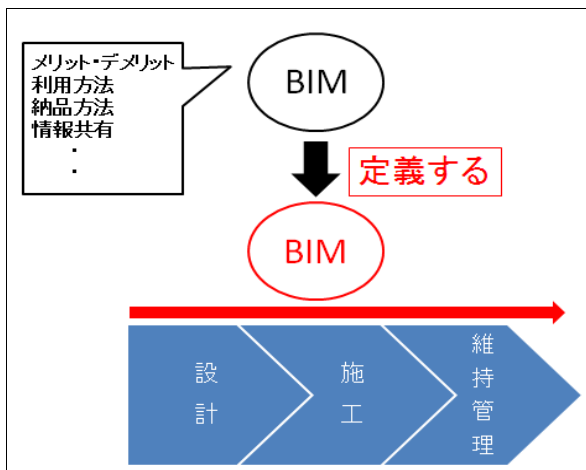 メリット・デメリット
利用方法
納品方法
情報共有
・
・
BIM
定義する
BIM
設計
施工
維持管理